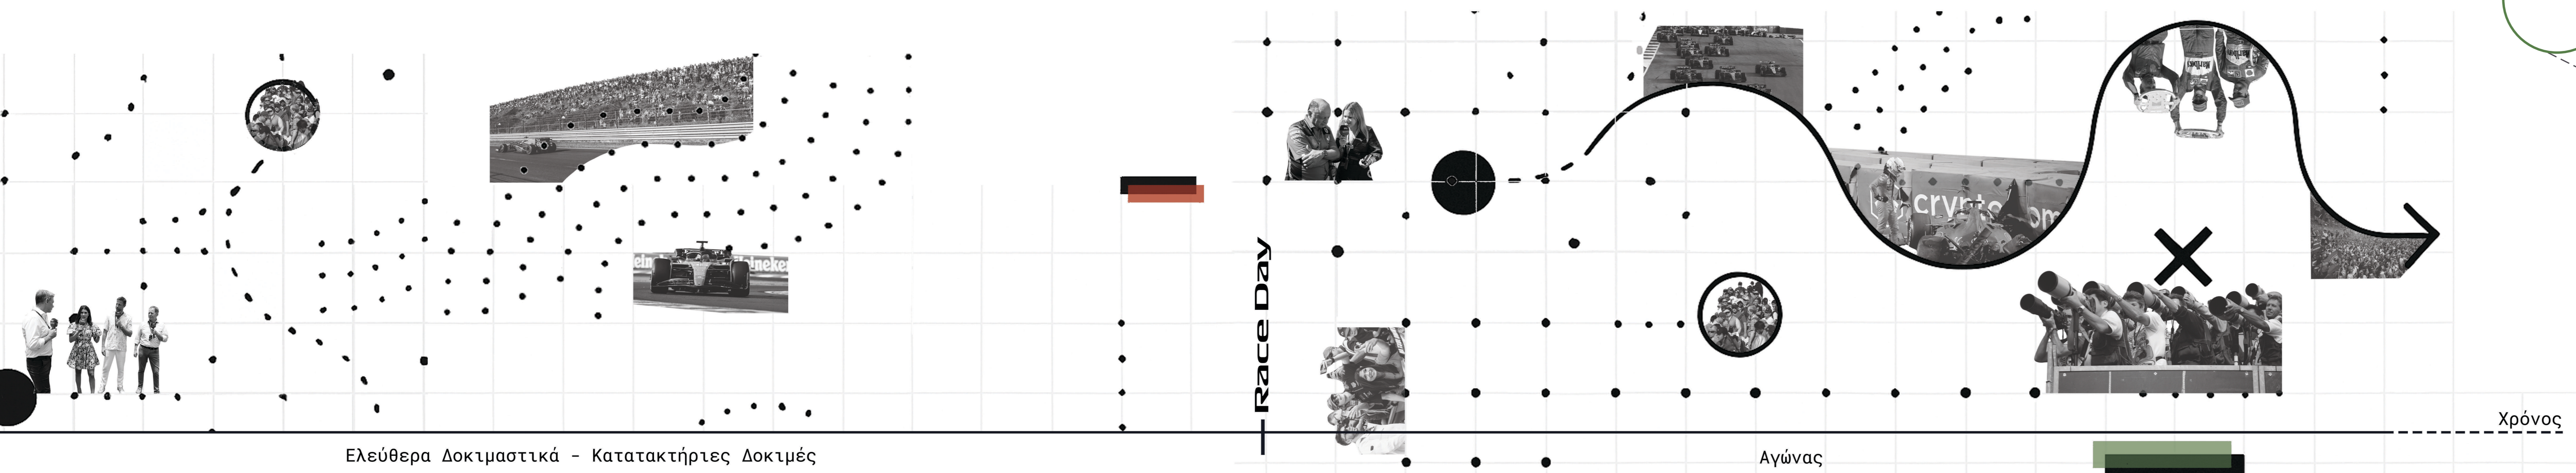 Ελεύθερα Δοκιμαστικά - Κατατακτήριες Δοκιμές
Race Day
Αγώνας
Χρόνος